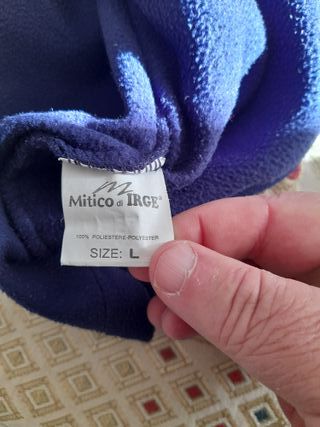 m
Mitico di IRGE®
100% POLIESTERE-POLYESTER
SIZE: L